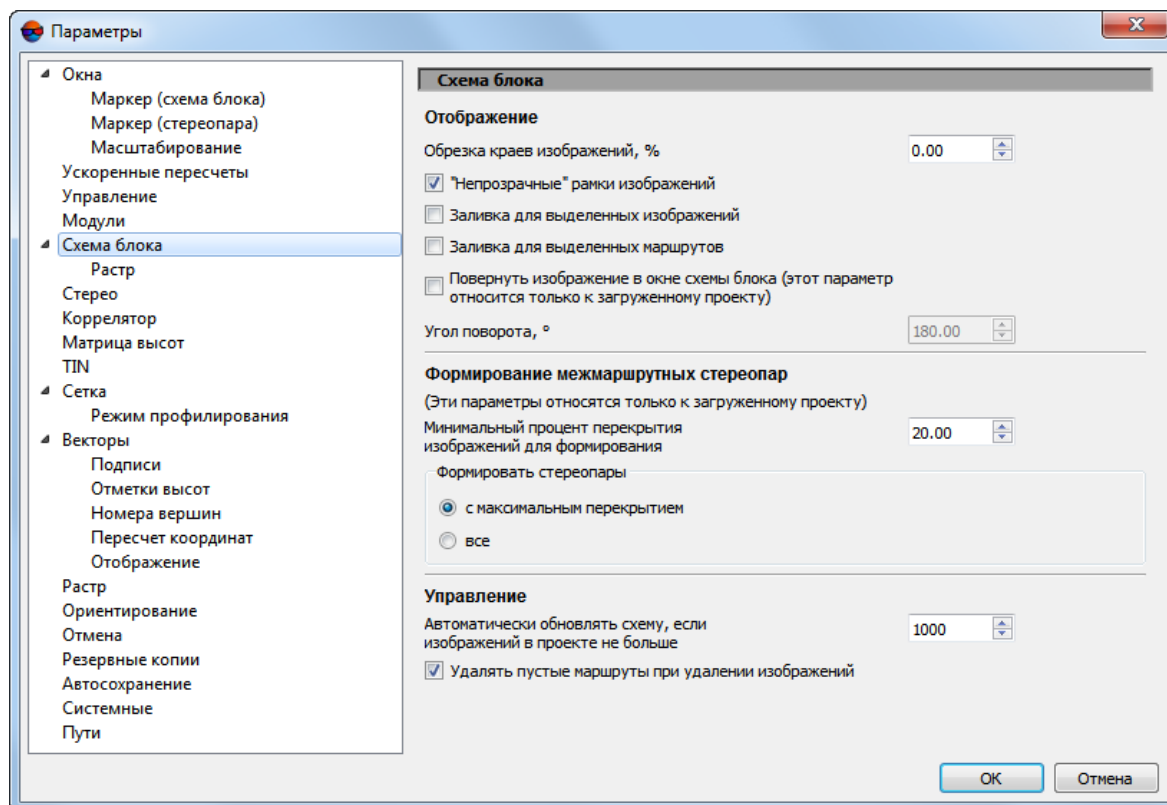 Параметры
Окна
Маркер (схема блока)
Маркер (стереопара)
Масштабирование
Ускоренные пересчеты
Управление
Модули
Схема блока
Растр
Стерео
Коррелятор
Матрица высот
TIN
Сетка
Режим профилирования
Векторы
Подписи
Отметки высот
Номера вершин
Пересчет координат
Отображение
Растр
Ориентирование
Отмена
Резервные копии
Автосохранение
Системные
Пути
Схема блока
Отображение
Обрезка краев изображений, %
0.00
"Непрозрачные" рамки изображений
Заливка для выделенных изображений
Заливка для выделенных маршрутов
Повернуть изображение в окне схемы блока (этот параметр
относится только к загруженному проекту)
Угол поворота, °
180.00
Формирование межмаршрутных стереопар
(Эти параметры относятся только к загруженному проекту)
Минимальный процент перекрытия
изображений для формирования
20.00
Формировать стереопары
с максимальным перекрытием
все
Управление
Автоматически обновлять схему, если
изображений в проекте не больше
1000
Удалять пустые маршруты при удалении изображений
OK
Отмена